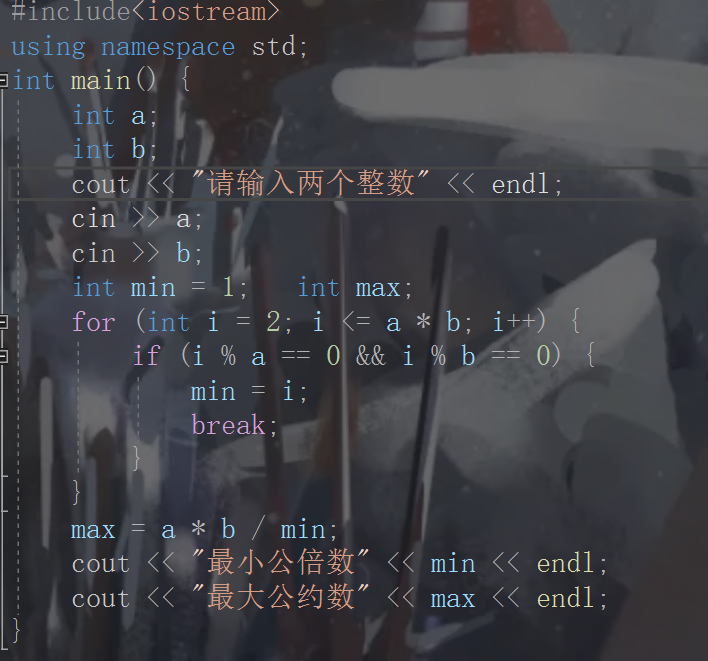 #include<iostream>
using namespace std;
int main() {
int a;
int b;
cout << "请输入两个整数" << endl;
cin >> a;
cin >> b;
int min = 1;   int max;
for (int i = 2; i <= a * b; i++) {
if (i % a == 0 && i % b == 0) {
min = i;
break;
}
}
max = a * b / min;
cout << "最小公倍数" << min << endl;
cout << "最大公约数" << max << endl;
}